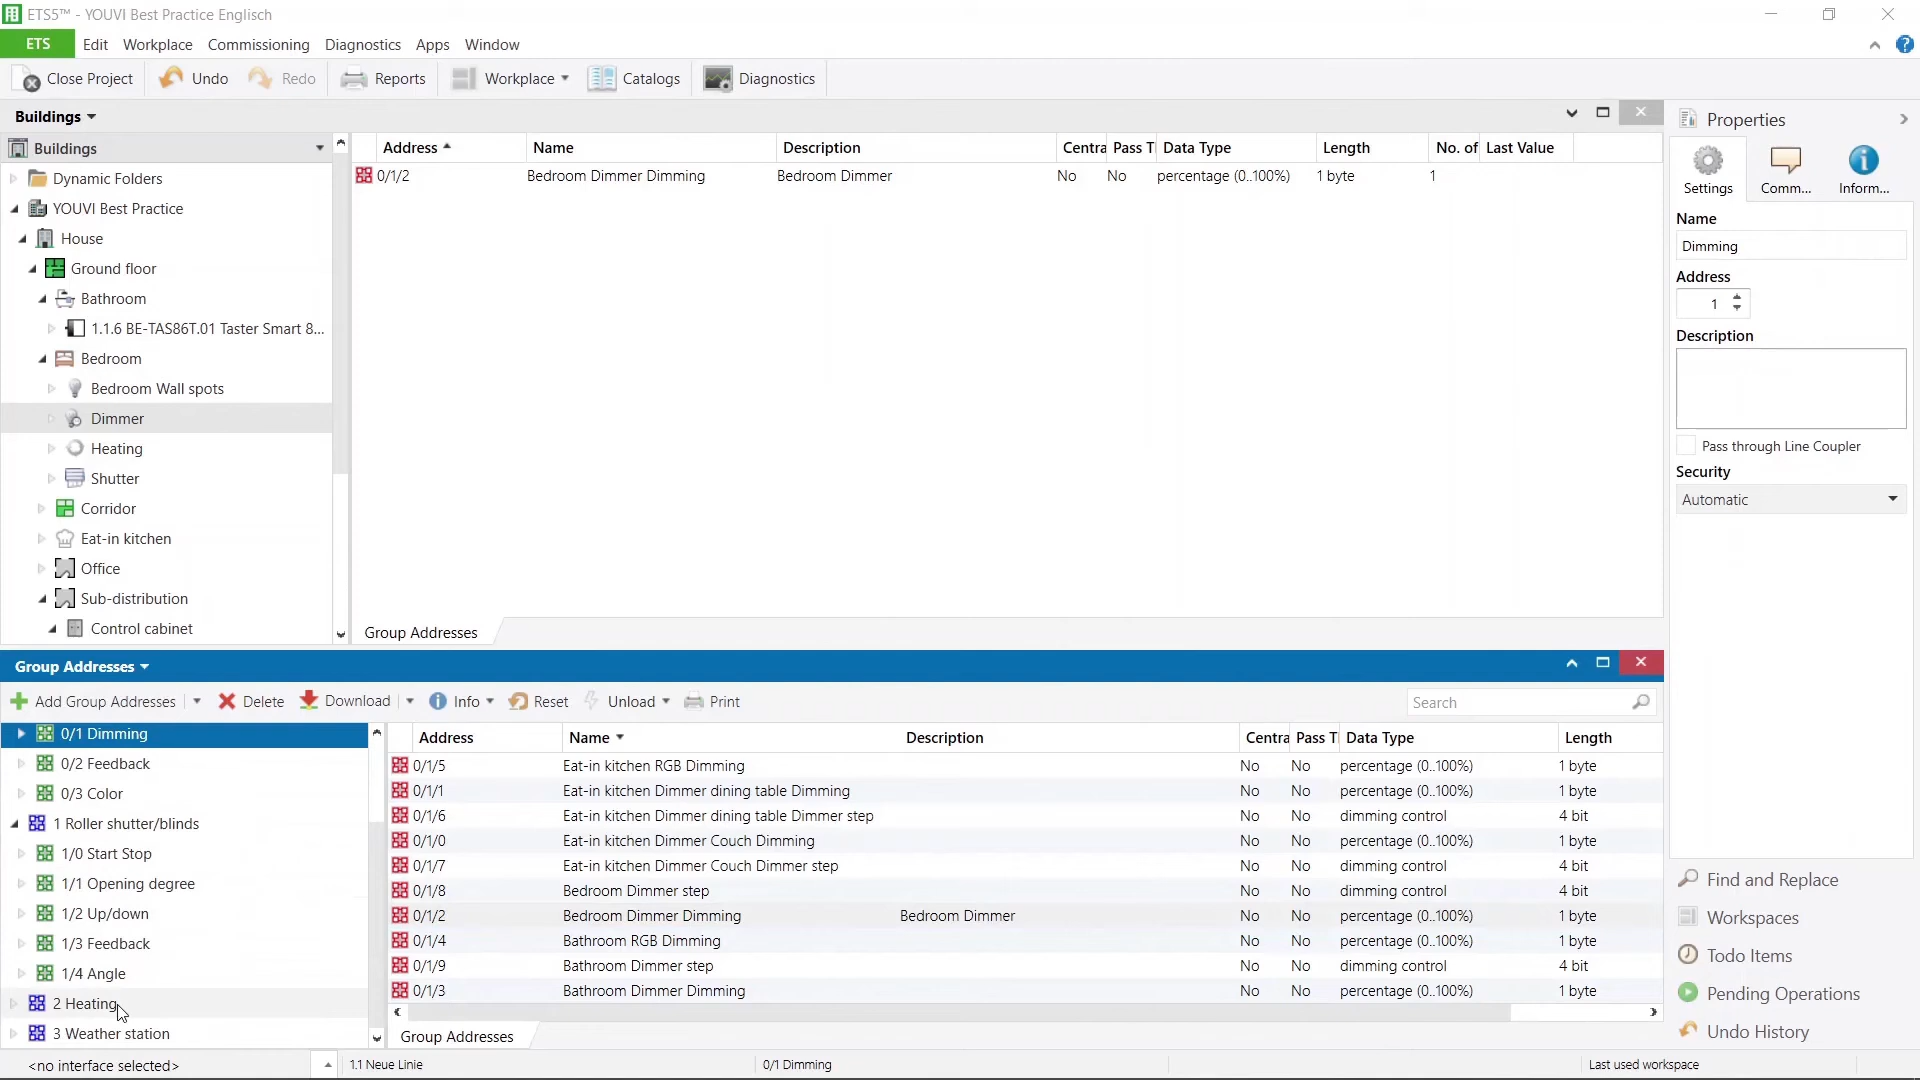 ETS5™ - YOUVI Best Practice Englisch
ETS Edit Workplace Commissioning Diagnostics Apps Window
Close Project Undo Redo Reports Workplace Catalogs Diagnostics
Buildings
Buildings
Dynamic Folders
YOUVI Best Practice
House
Ground floor
Bathroom
1.1.6 BE-TAS86T.01 Taster Smart 8...
Bedroom
Bedroom Wall spots
Dimmer
Heating
Shutter
Corridor
Eat-in kitchen
Office
Sub-distribution
Control cabinet
Address Name Description Centra Pass T Data Type Length No. of Last Value
0/1/2 Bedroom Dimmer Dimming Bedroom Dimmer No No percentage (0..100%) 1 byte 1
Group Addresses
Properties
Settings Comm... Inform...
Name
Dimming
Address
1
Description
Pass through Line Coupler
Security
Automatic
Find and Replace
Workspaces
Todo Items
Pending Operations
Undo History
Group Addresses
Add Group Addresses Delete Download Info Reset Unload Print Search
0/1 Dimming
0/2 Feedback
0/3 Color
1 Roller shutter/blinds
1/0 Start Stop
1/1 Opening degree
1/2 Up/down
1/3 Feedback
1/4 Angle
2 Heating
3 Weather station
Address Name Description Centra Pass T Data Type Length
0/1/5 Eat-in kitchen RGB Dimming No No percentage (0..100%) 1 byte
0/1/1 Eat-in kitchen Dimmer dining table Dimming No No percentage (0..100%) 1 byte
0/1/6 Eat-in kitchen Dimmer dining table Dimmer step No No dimming control 4 bit
0/1/0 Eat-in kitchen Dimmer Couch Dimming No No percentage (0..100%) 1 byte
0/1/7 Eat-in kitchen Dimmer Couch Dimmer step No No dimming control 4 bit
0/1/8 Bedroom Dimmer step No No dimming control 4 bit
0/1/2 Bedroom Dimmer Dimming Bedroom Dimmer No No percentage (0..100%) 1 byte
0/1/4 Bathroom RGB Dimming No No percentage (0..100%) 1 byte
0/1/9 Bathroom Dimmer step No No dimming control 4 bit
0/1/3 Bathroom Dimmer Dimming No No percentage (0..100%) 1 byte
Group Addresses
<no interface selected> 1.1 Neue Linie 0/1 Dimming Last used workspace